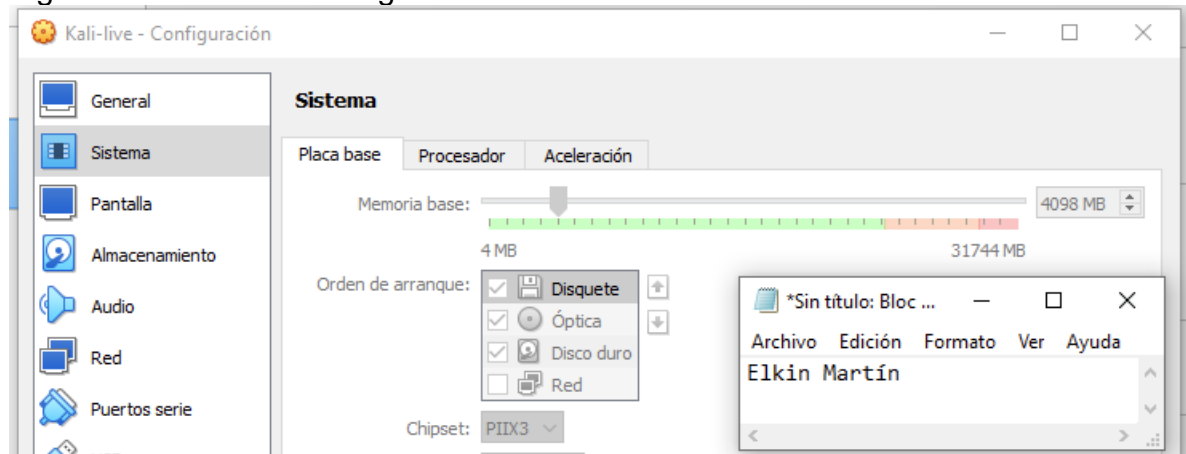 Kali-live - Configuración
General
Sistema
Pantalla
Almacenamiento
Audio
Red
Puertos serie
Sistema
Placa base Procesador Aceleración
Memoria base: 4098 MB
4 MB 31744 MB
Orden de arranque:
Disquete
Óptica
Disco duro
Red
Chipset: PIIX3
*Sin título: Bloc ...
Archivo Edición Formato Ver Ayuda
Elkin Martín